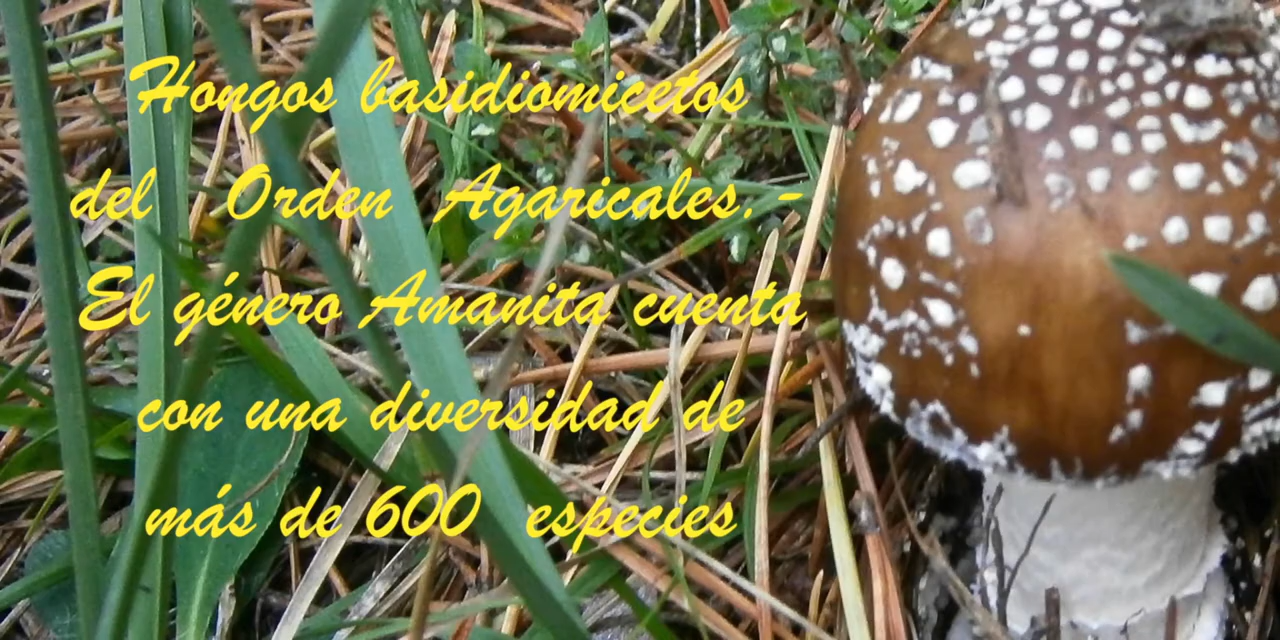 Hongos basidiomicetos
del Orden Agaricales.-
El género Amanita cuenta
con una diversidad de
más de 600 especies